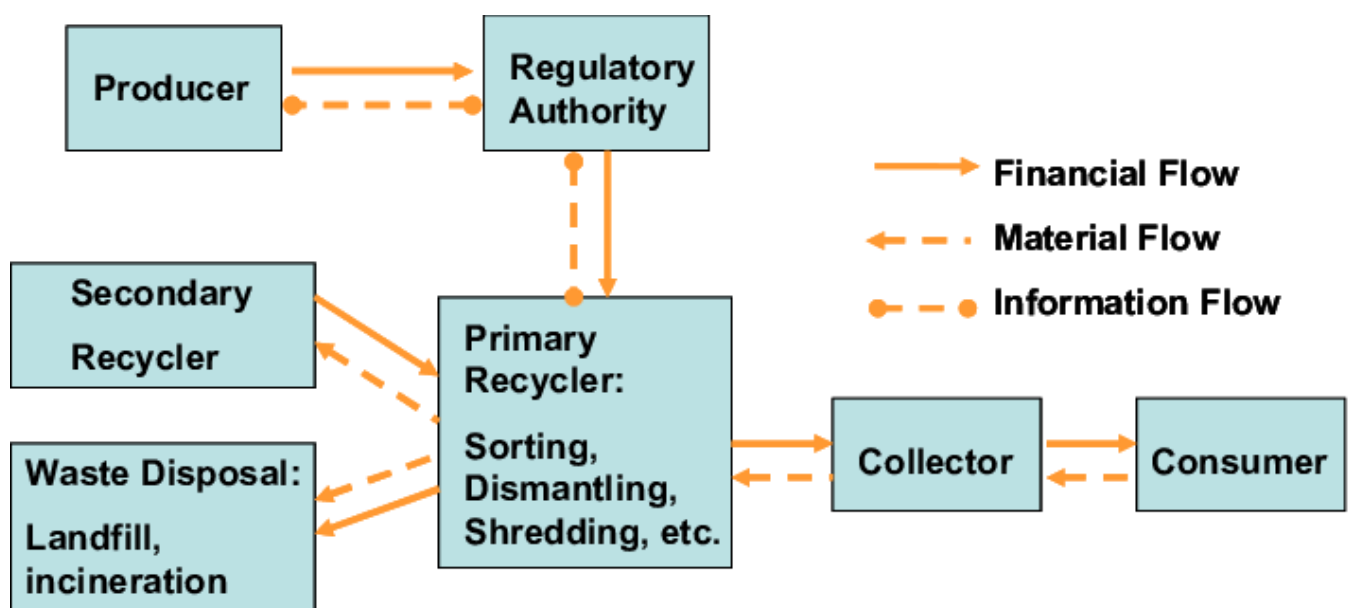 Producer
Regulatory
Authority
Financial Flow
Material Flow
Information Flow
Secondary
Recycler
Primary
Recycler:
Sorting,
Dismantling,
Shredding, etc.
Collector
Consumer
Waste Disposal:
Landfill,
incineration